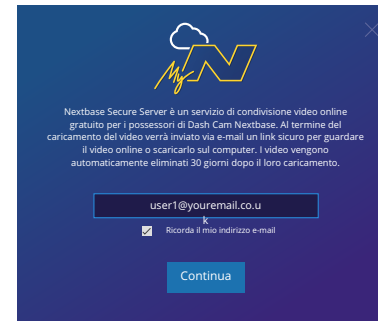 My N
Nextbase Secure Server è un servizio di condivisione video online
gratuito per i possessori di Dash Cam Nextbase. Al termine del
caricamento del video verrà inviato via e-mail un link sicuro per guardare
il video online o scaricarlo sul computer. I video vengono
automaticamente eliminati 30 giorni dopo il loro caricamento.
user1@youremail.co.u
k
Ricorda il mio indirizzo e-mail
Continua